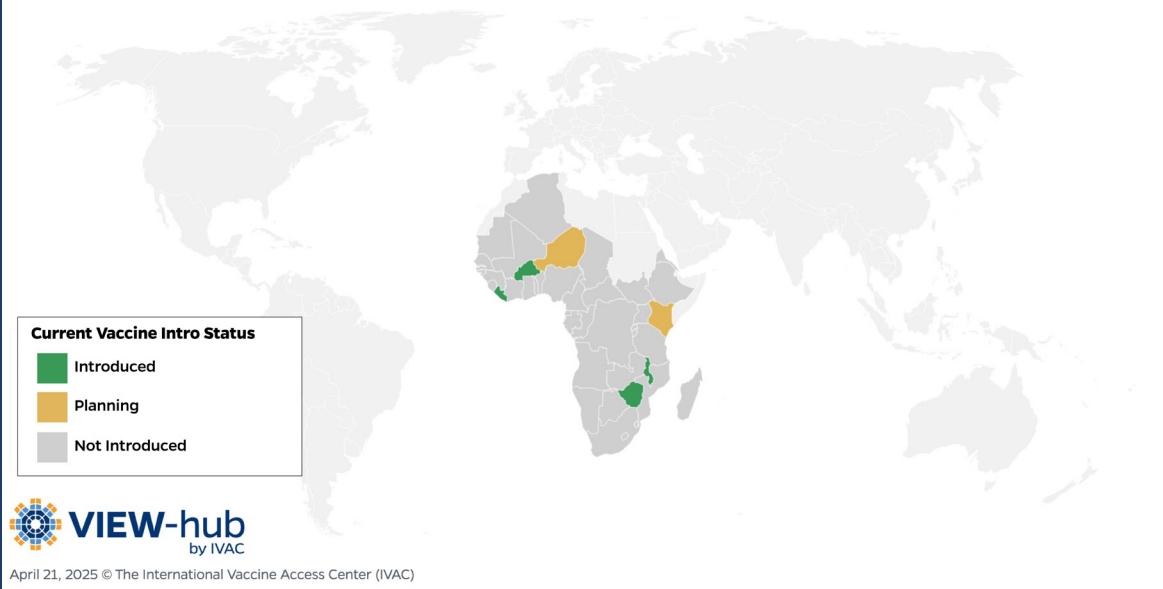 Current Vaccine Intro Status
Introduced
Planning
Not Introduced
VIEW-hub
by IVAC
April 21, 2025 © The International Vaccine Access Center (IVAC)